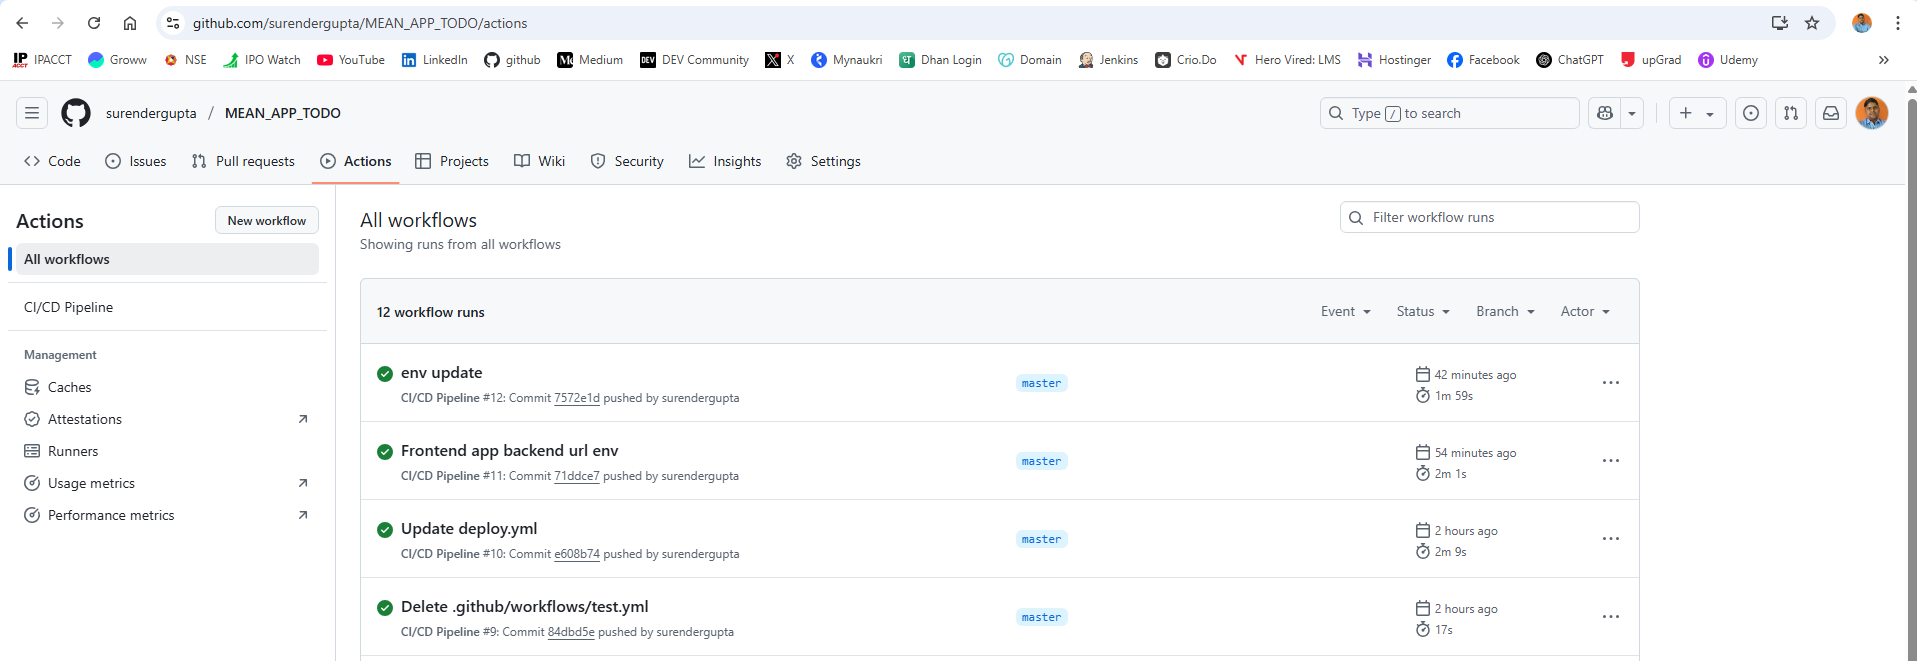 github.com/surendergupta/MEAN_APP_TODO/actions
IP ACCT IPACCT Groww NSE IPO Watch YouTube LinkedIn github Medium DEV DEV Community X Mynaukri Dhan Login Domain Jenkins Crio.Do Hero Vired: LMS Hostinger Facebook ChatGPT upGrad Udemy »
surendergupta / MEAN_APP_TODO Type / to search
Code Issues Pull requests Actions Projects Wiki Security Insights Settings
Actions New workflow
All workflows
CI/CD Pipeline
Management
Caches
Attestations
Runners
Usage metrics
Performance metrics
All workflows
Showing runs from all workflows
Filter workflow runs
12 workflow runs Event Status Branch Actor
env update
CI/CD Pipeline #12: Commit 7572e1d pushed by surendergupta
master
42 minutes ago
1m 59s
Frontend app backend url env
CI/CD Pipeline #11: Commit 71ddce7 pushed by surendergupta
master
54 minutes ago
2m 1s
Update deploy.yml
CI/CD Pipeline #10: Commit e608b74 pushed by surendergupta
master
2 hours ago
2m 9s
Delete .github/workflows/test.yml
CI/CD Pipeline #9: Commit 84dbd5e pushed by surendergupta
master
2 hours ago
17s